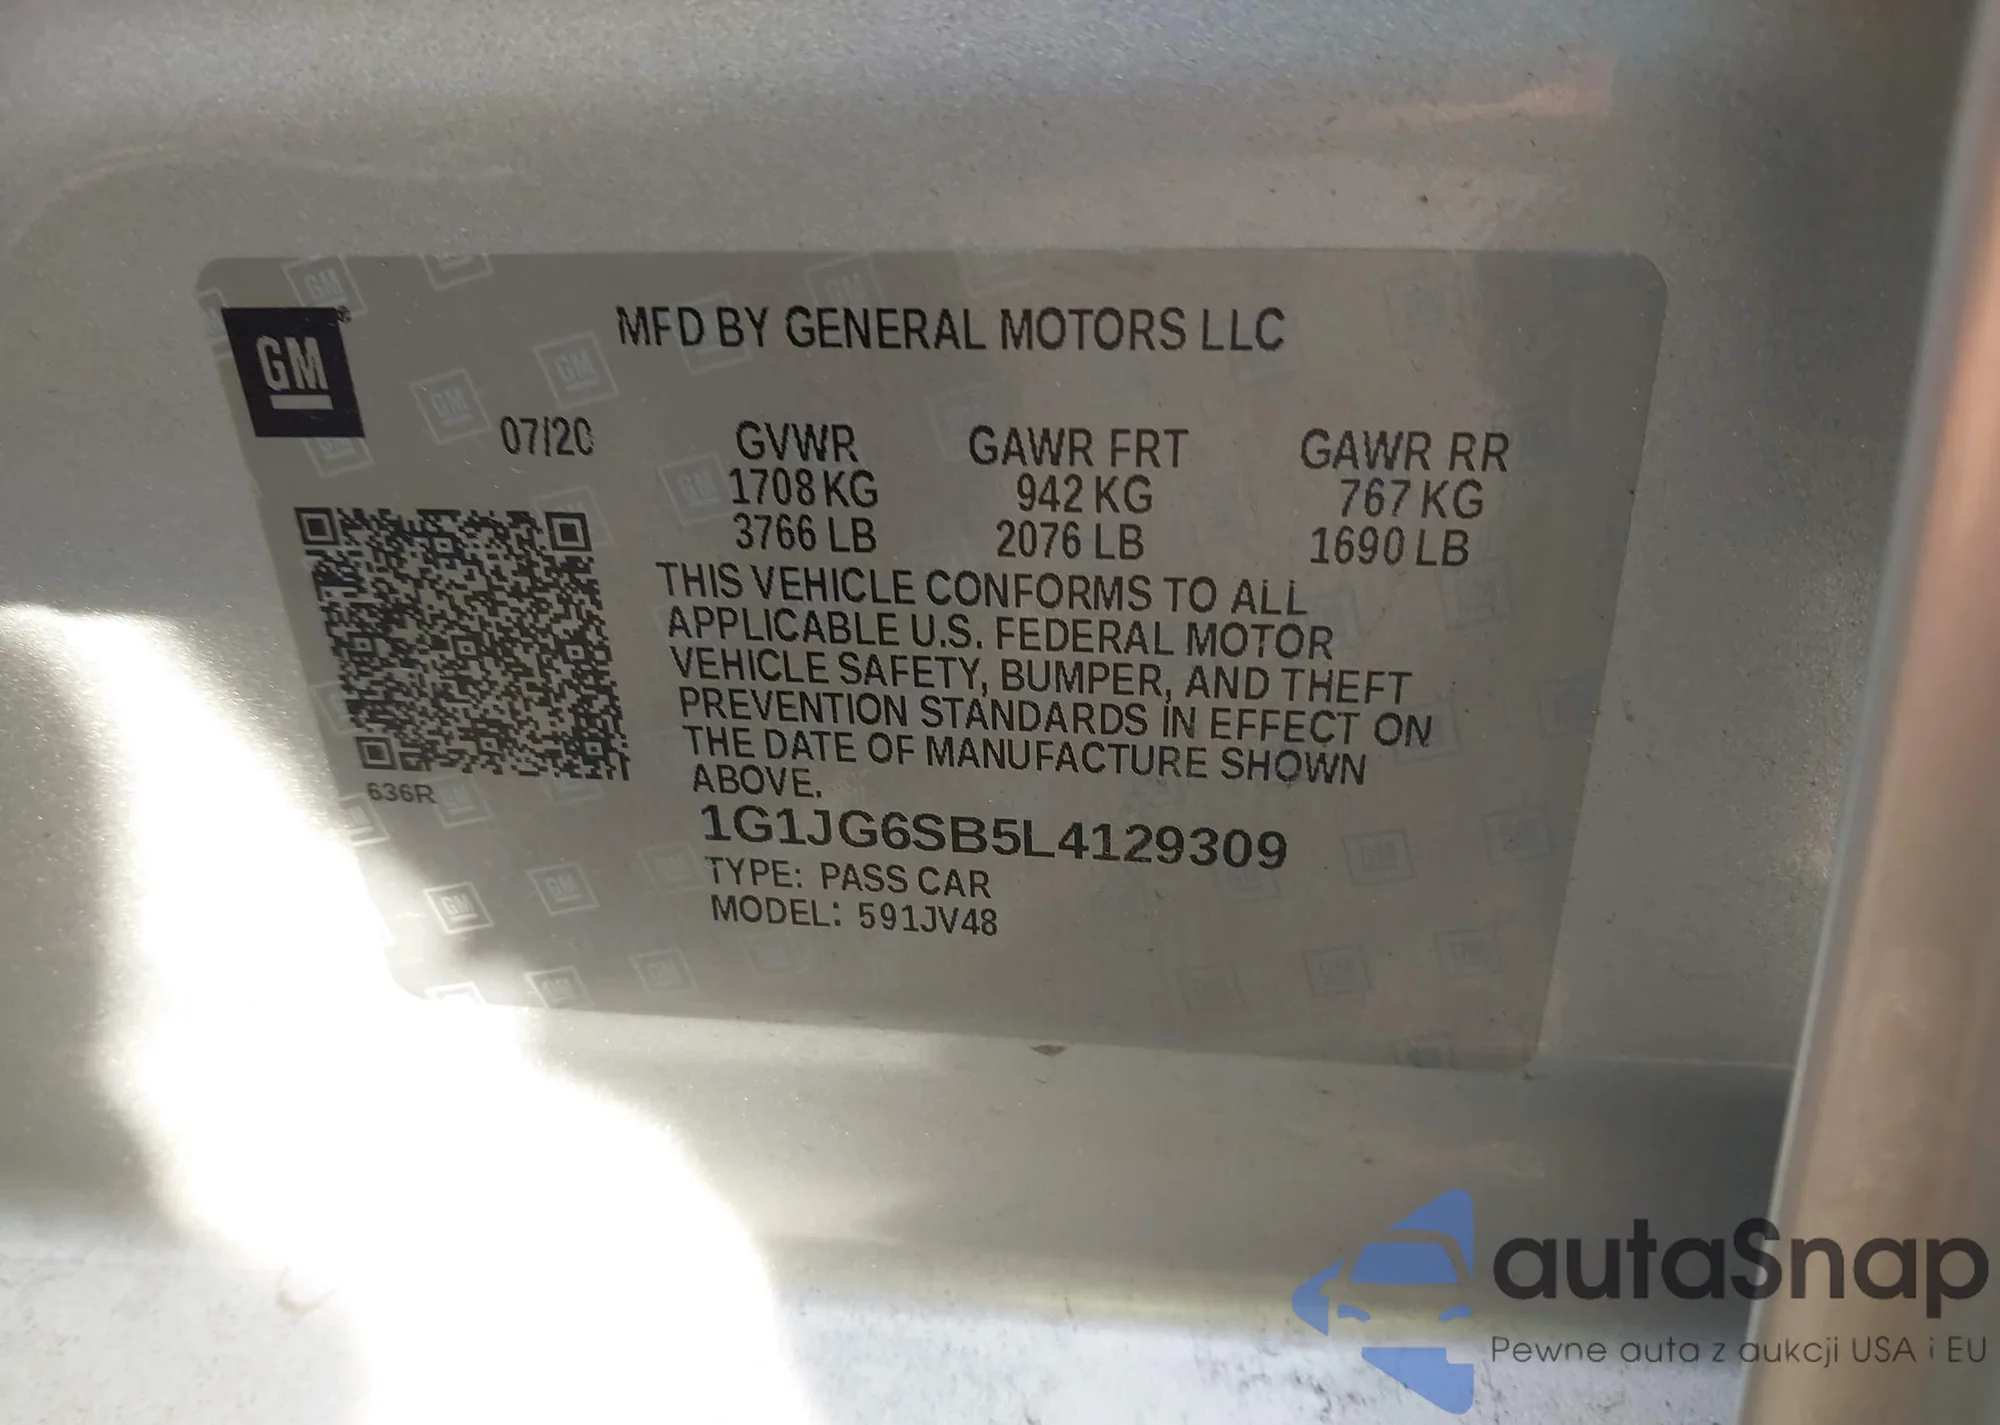 GM
MFD BY GENERAL MOTORS LLC
07/20 GVWR GAWR FRT GAWR RR
1708 KG 942 KG 767 KG
3766 LB 2076 LB 1690 LB
THIS VEHICLE CONFORMS TO ALL
APPLICABLE U.S. FEDERAL MOTOR
VEHICLE SAFETY, BUMPER, AND THEFT
PREVENTION STANDARDS IN EFFECT ON
THE DATE OF MANUFACTURE SHOWN
ABOVE.
636R
1G1JG6SB5L4129309
TYPE: PASS CAR
MODEL: 591JV48
autaSnap
Pewne auta z aukcji USA i EU